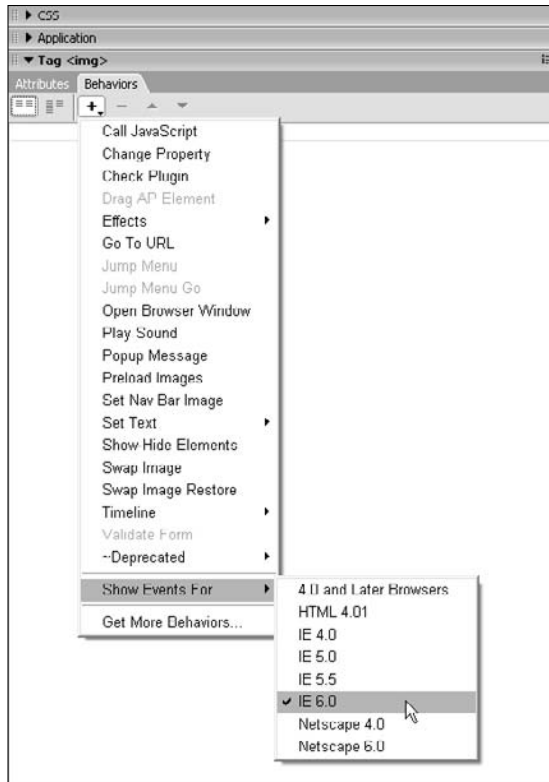 CSS
Application
Tag <img>
Attributes Behaviors
Call JavaScript
Change Property
Check Plugin
Drag AP Element
Effects
Go To URL
Jump Menu
Jump Menu Go
Open Browser Window
Play Sound
Popup Message
Preload Images
Set Nav Bar Image
Set Text
Show Hide Elements
Swap Image
Swap Image Restore
Timeline
Validate Form
~Deprecated
Show Events For
Get More Behaviors...
4.0 and Later Browsers
HTML 4.01
IE 4.0
IE 5.0
IE 5.5
IE 6.0
Netscape 4.0
Netscape 6.0